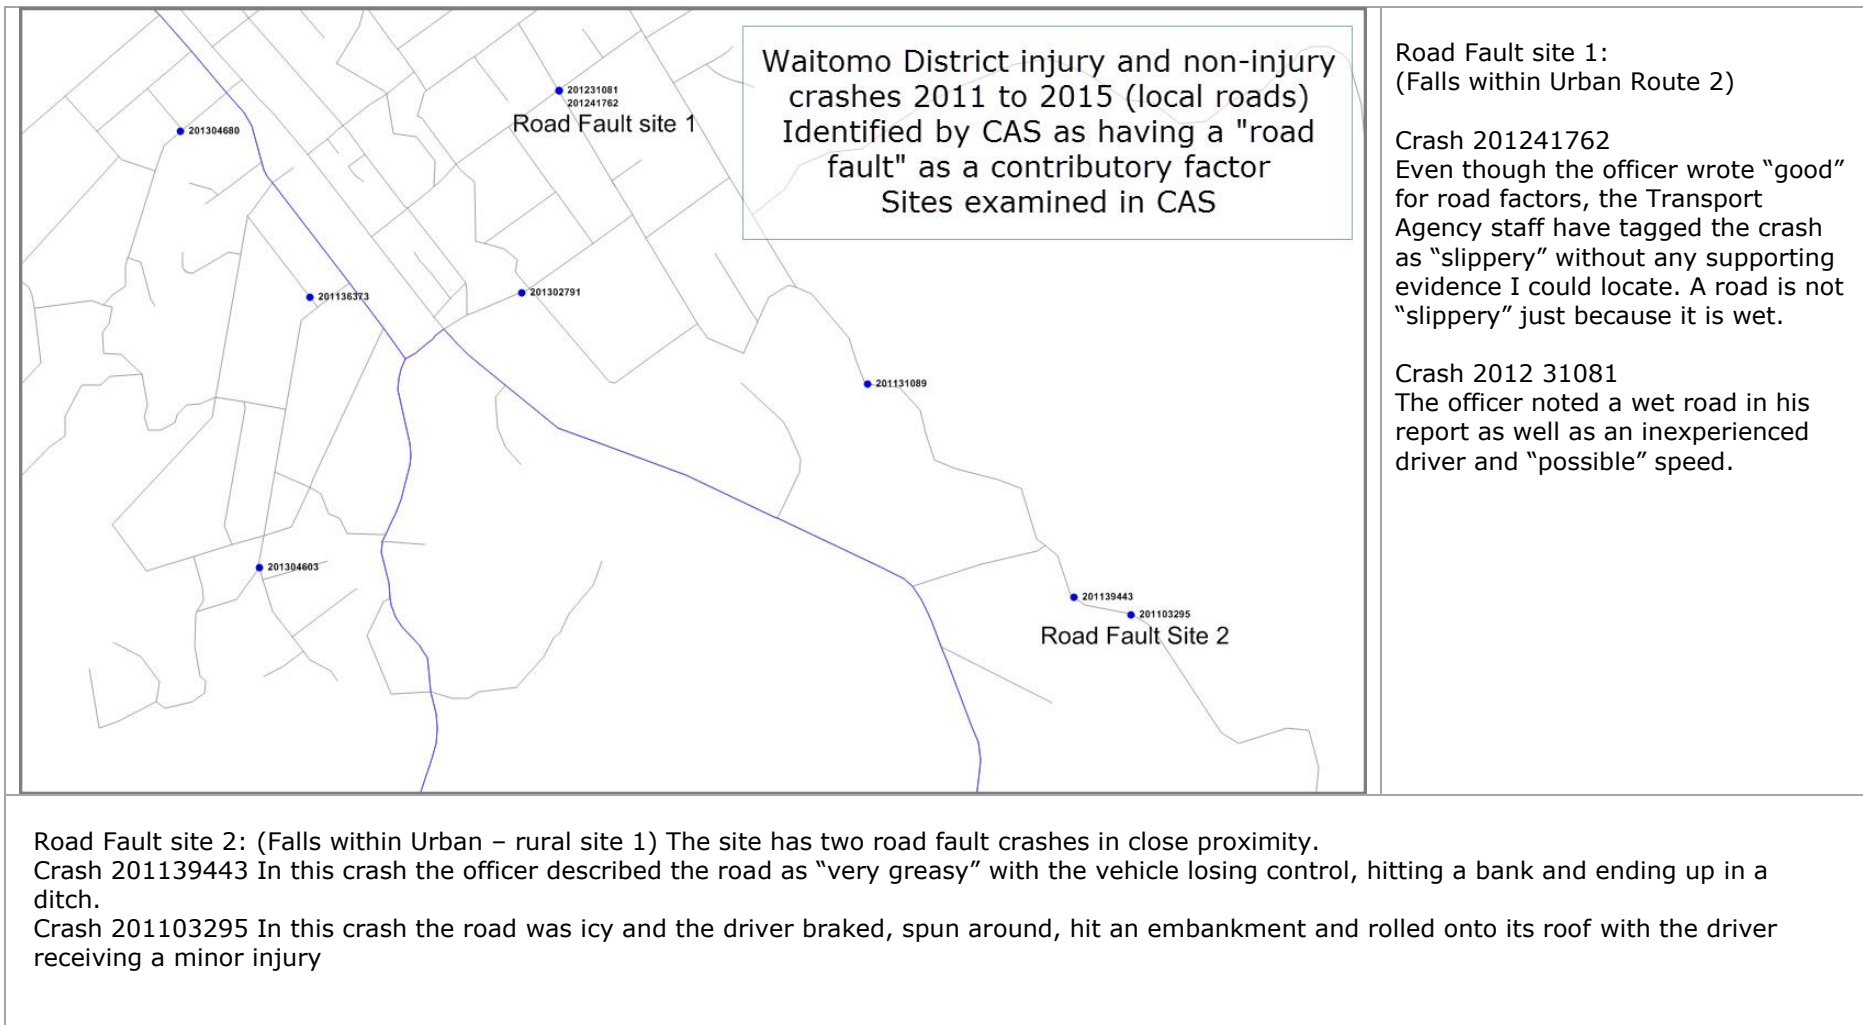 Waitomo District injury and non-injury
crashes 2011 to 2015 (local roads)
Identified by CAS as having a "road
fault" as a contributory factor
Sites examined in CAS
201231081
201241762
Road Fault site 1
201304680
201136373
201302791
201131089
201304603
201139443
201103295
Road Fault Site 2
Road Fault site 1:
(Falls within Urban Route 2)
Crash 201241762
Even though the officer wrote “good”
for road factors, the Transport
Agency staff have tagged the crash
as “slippery” without any supporting
evidence I could locate. A road is not
“slippery” just because it is wet.
Crash 2012 31081
The officer noted a wet road in his
report as well as an inexperienced
driver and “possible” speed.
Road Fault site 2: (Falls within Urban – rural site 1) The site has two road fault crashes in close proximity.
Crash 201139443 In this crash the officer described the road as “very greasy” with the vehicle losing control, hitting a bank and ending up in a
ditch.
Crash 201103295 In this crash the road was icy and the driver braked, spun around, hit an embankment and rolled onto its roof with the driver
receiving a minor injury